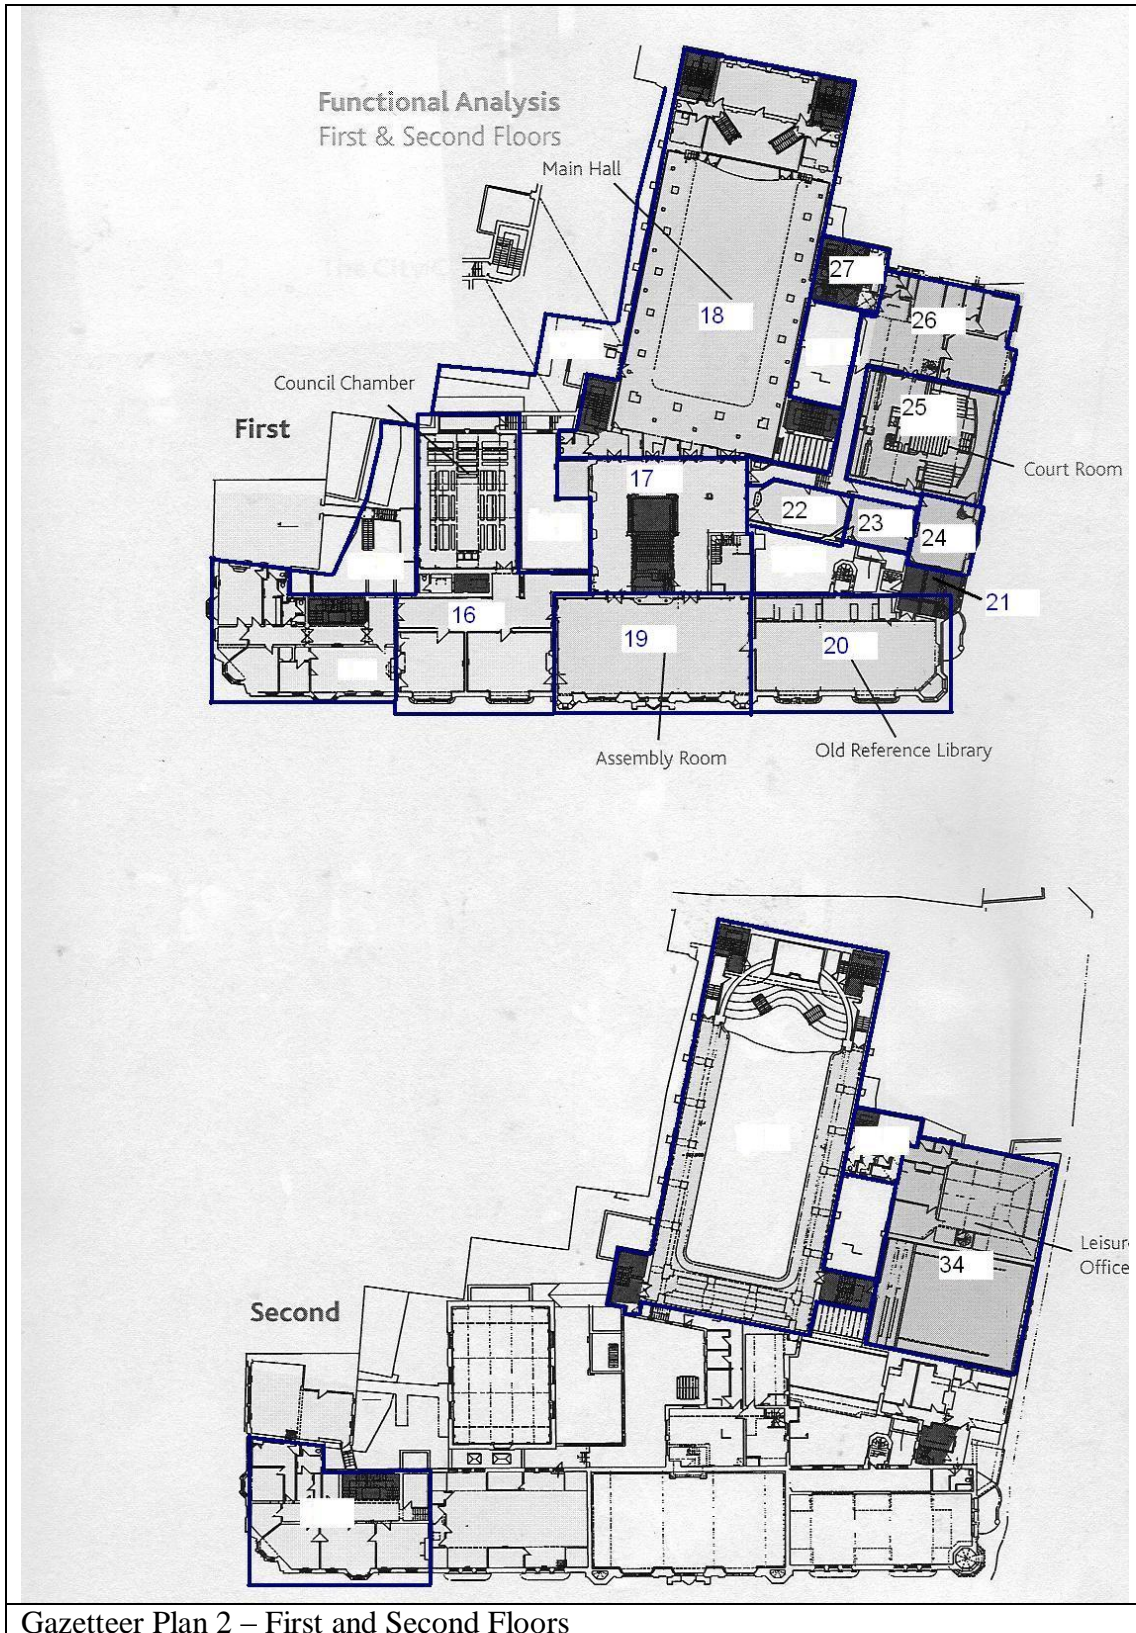 Functional Analysis
First & Second Floors
Main Hall
27
26
18
Council Chamber
First
25
Court Room
17
22
23
24
21
16
19
20
Assembly Room
Old Reference Library
Leisur
Office
34
Second
Gazetteer Plan 2 – First and Second Floors